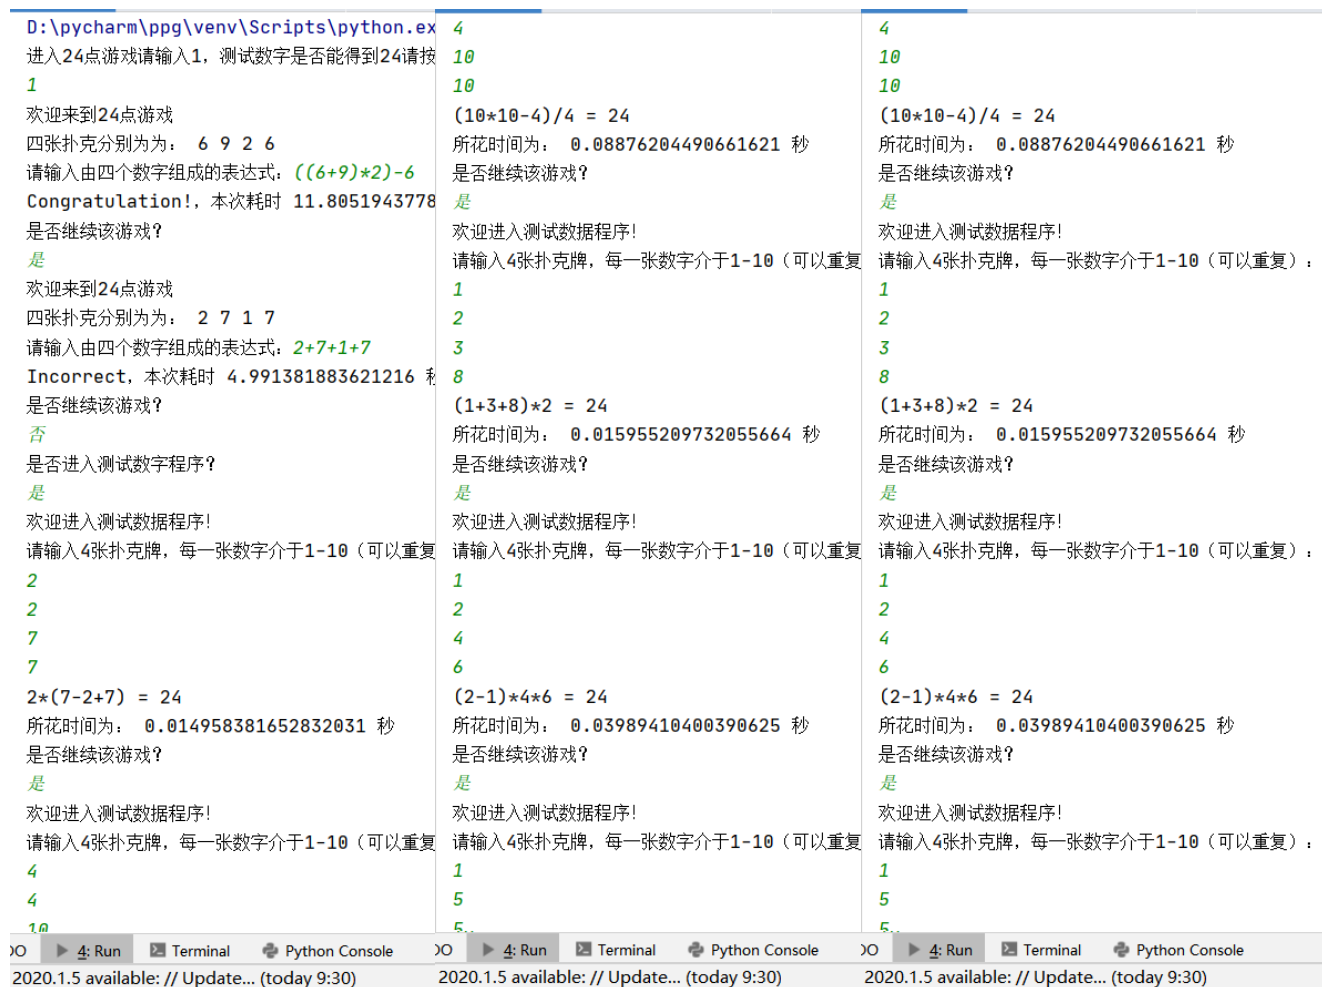 D:\pycharm\ppg\venv\Scripts\python.ex
进入24点游戏请输入1，测试数字是否能得到24请按
1
欢迎来到24点游戏
四张扑克分别为为： 6 9 2 6
请输入由四个数字组成的表达式：((6+9)*2)-6
Congratulation!，本次耗时 11.8051943778
是否继续该游戏？
是
欢迎来到24点游戏
四张扑克分别为为： 2 7 1 7
请输入由四个数字组成的表达式：2+7+1+7
Incorrect，本次耗时 4.991381883621216 秒
是否继续该游戏？
否
是否进入测试数字程序？
是
欢迎进入测试数据程序！
请输入4张扑克牌，每一张数字介于1-10（可以重复
2
2
7
7
2*(7-2+7) = 24
所花时间为： 0.014958381652832031 秒
是否继续该游戏？
是
欢迎进入测试数据程序！
请输入4张扑克牌，每一张数字介于1-10（可以重复
4
4
10
DO 4: Run Terminal Python Console
2020.1.5 available: // Update... (today 9:30)
4
10
10
(10*10-4)/4 = 24
所花时间为： 0.08876204490661621 秒
是否继续该游戏？
是
欢迎进入测试数据程序！
请输入4张扑克牌，每一张数字介于1-10（可以重复
1
2
3
8
(1+3+8)*2 = 24
所花时间为： 0.015955209732055664 秒
是否继续该游戏？
是
欢迎进入测试数据程序！
请输入4张扑克牌，每一张数字介于1-10（可以重复
1
2
4
6
(2-1)*4*6 = 24
所花时间为： 0.03989410400390625 秒
是否继续该游戏？
是
欢迎进入测试数据程序！
请输入4张扑克牌，每一张数字介于1-10（可以重复
1
5
5
DO 4: Run Terminal Python Console
2020.1.5 available: // Update... (today 9:30)
4
10
10
(10*10-4)/4 = 24
所花时间为： 0.08876204490661621 秒
是否继续该游戏？
是
欢迎进入测试数据程序！
请输入4张扑克牌，每一张数字介于1-10（可以重复）：
1
2
3
8
(1+3+8)*2 = 24
所花时间为： 0.015955209732055664 秒
是否继续该游戏？
是
欢迎进入测试数据程序！
请输入4张扑克牌，每一张数字介于1-10（可以重复）：
1
2
4
6
(2-1)*4*6 = 24
所花时间为： 0.03989410400390625 秒
是否继续该游戏？
是
欢迎进入测试数据程序！
请输入4张扑克牌，每一张数字介于1-10（可以重复）：
1
5
5
DO 4: Run Terminal Python Console
2020.1.5 available: // Update... (today 9:30)